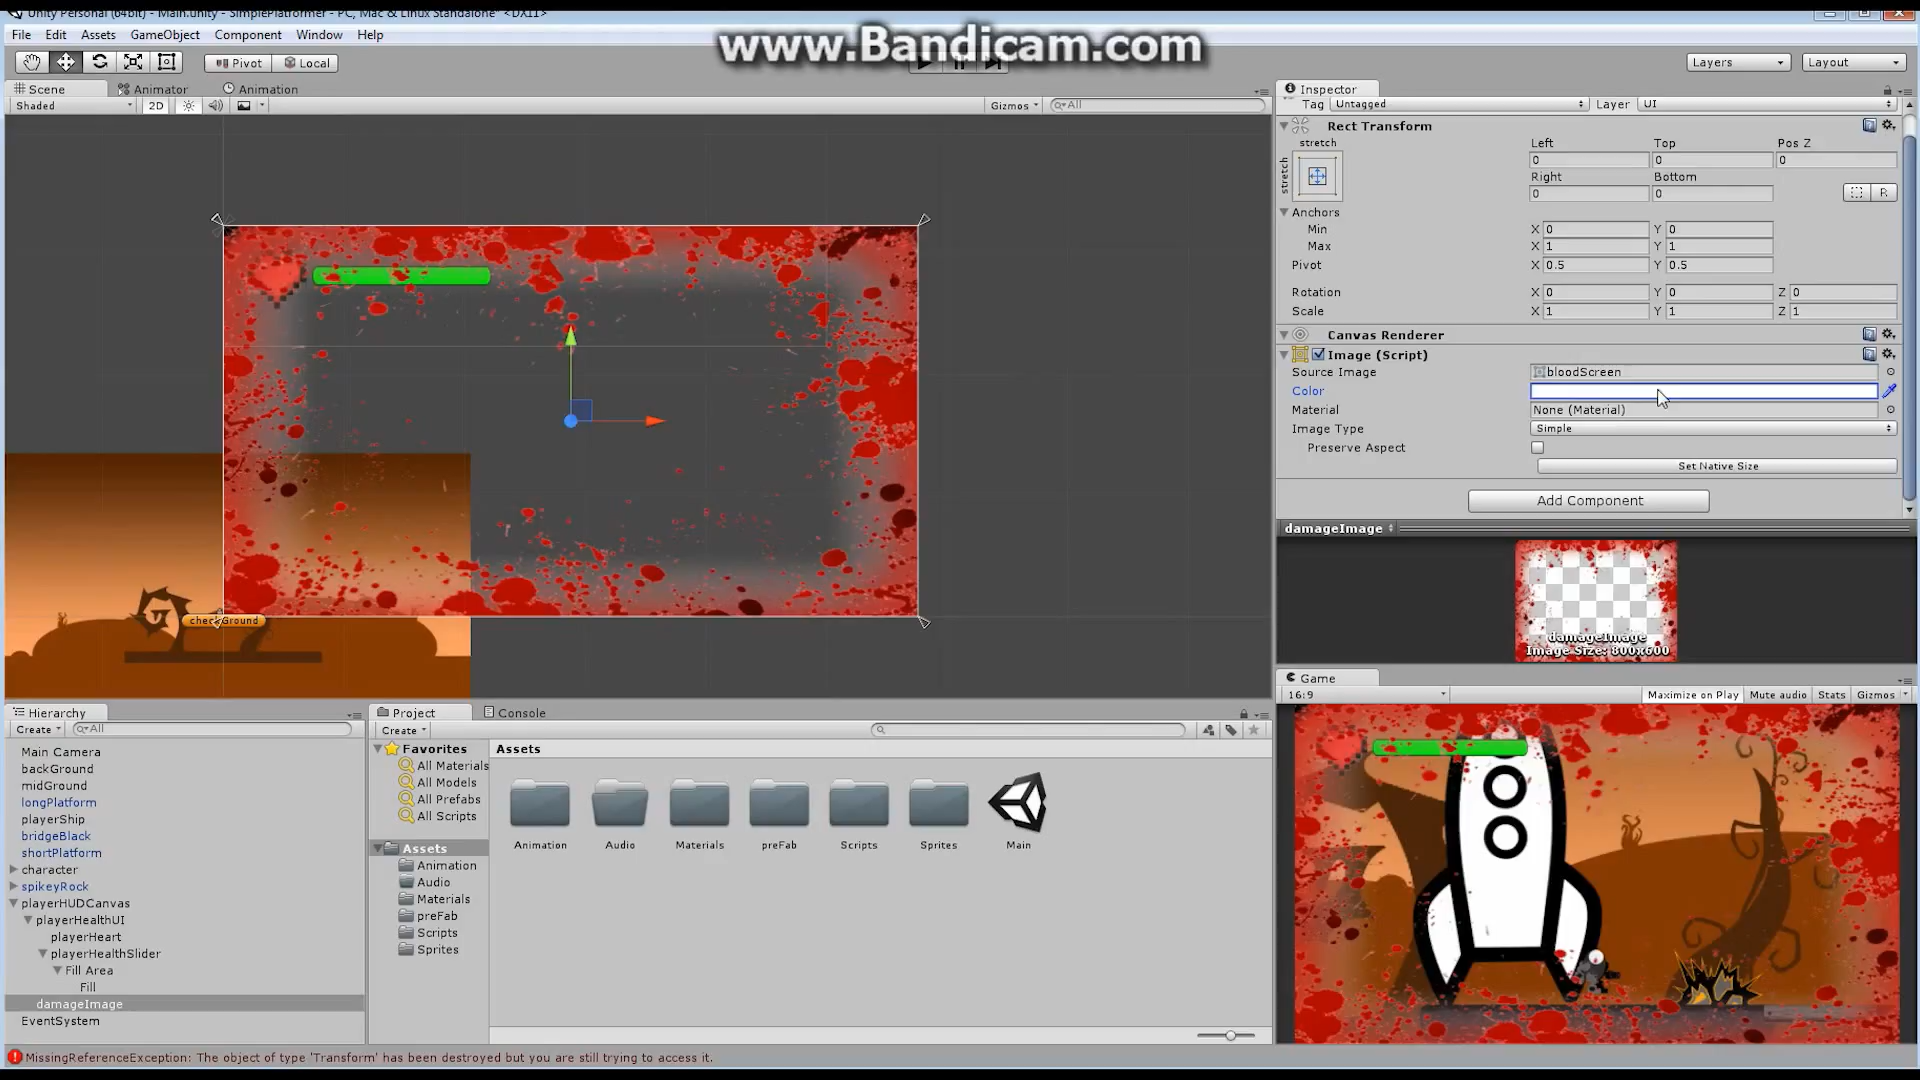 Unity Personal (64bit) - Main.unity - SimplePlatformer - PC, Mac & Linux Standalone* <DX11>
www.Bandicam.com
File Edit Assets GameObject Component Window Help
Pivot Local
Layers Layout
Scene Animator Animation
Shaded 2D Gizmos All
Inspector
Tag Untagged Layer UI
Rect Transform
stretch Left Top Pos Z
stretch 0 0 0
Right Bottom
0 0 R
Anchors
Min X 0 Y 0
Max X 1 Y 1
Pivot X 0.5 Y 0.5
Rotation X 0 Y 0 Z 0
Scale X 1 Y 1 Z 1
Canvas Renderer
Image (Script)
Source Image bloodScreen
Color
Material None (Material)
Image Type Simple
Preserve Aspect
Set Native Size
Add Component
damageImage
damageImage
Image Size: 800x600
checkGround
Game
16:9 Maximize on Play Mute audio Stats Gizmos
Hierarchy
Create All
Main Camera
backGround
midGround
longPlatform
playerShip
bridgeBlack
shortPlatform
character
spikeyRock
playerHUDCanvas
playerHealthUI
playerHeart
playerHealthSlider
Fill Area
Fill
damageImage
EventSystem
Project Console
Create
Favorites
All Materials
All Models
All Prefabs
All Scripts
Assets
Animation
Audio
Materials
preFab
Scripts
Sprites
Assets
Animation Audio Materials preFab Scripts Sprites Main
MissingReferenceException: The object of type 'Transform' has been destroyed but you are still trying to access it.